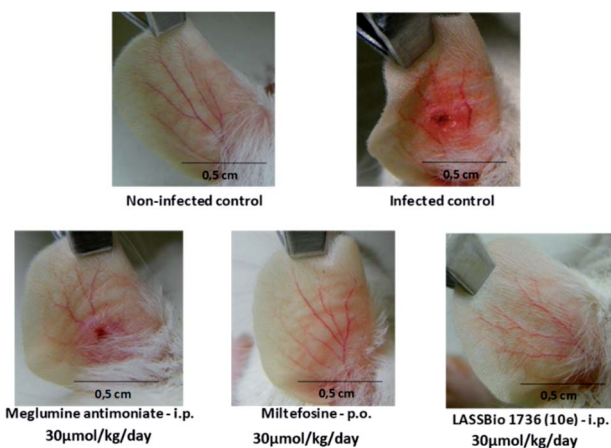 0,5 cm
0,5 cm
Non-infected control
Infected control
0,5 cm
0,5 cm
0,5 cm
Meglumine antimoniate - i.p.
30µmol/kg/day
Miltefosine - p.o.
30µmol/kg/day
LASSBio 1736 (10e) - i.p.
30µmol/kg/day